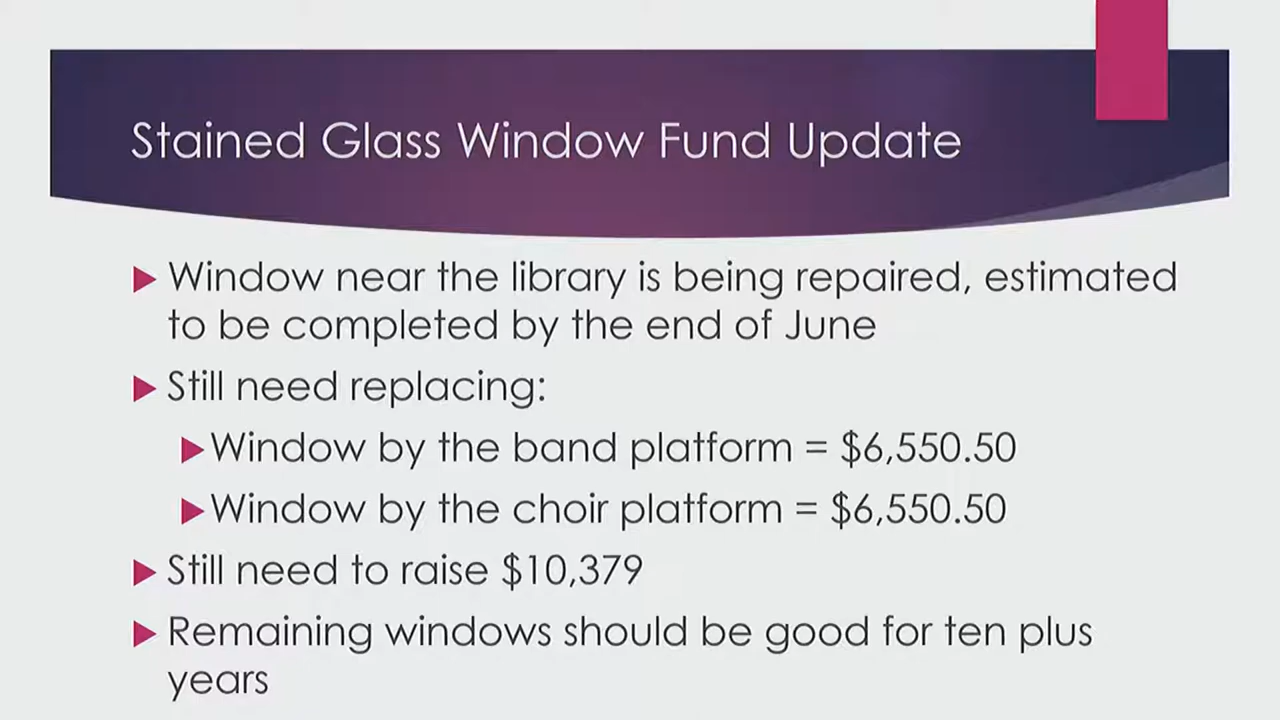 Stained Glass Window Fund Update
Window near the library is being repaired, estimated
to be completed by the end of June
Still need replacing:
Window by the band platform = $6,550.50
Window by the choir platform = $6,550.50
Still need to raise $10,379
Remaining windows should be good for ten plus
years